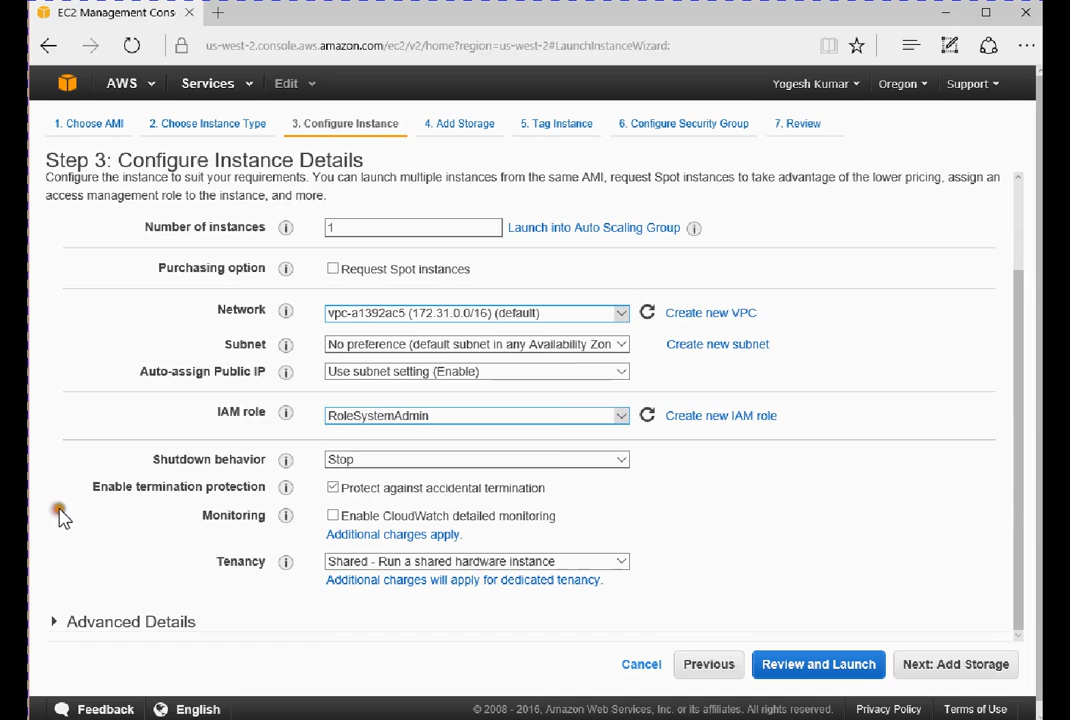 EC2 Management Cons
us-west-2.console.aws.amazon.com/ec2/v2/home?region=us-west-2#LaunchInstanceWizard:
AWS Services Edit Yogesh Kumar Oregon Support
1. Choose AMI 2. Choose Instance Type 3. Configure Instance 4. Add Storage 5. Tag Instance 6. Configure Security Group 7. Review
Step 3: Configure Instance Details
Configure the instance to suit your requirements. You can launch multiple instances from the same AMI, request Spot instances to take advantage of the lower pricing, assign an
access management role to the instance, and more.
Number of instances 1 Launch into Auto Scaling Group
Purchasing option Request Spot instances
Network vpc-a1392ac5 (172.31.0.0/16) (default) Create new VPC
Subnet No preference (default subnet in any Availability Zon Create new subnet
Auto-assign Public IP Use subnet setting (Enable)
IAM role RoleSystemAdmin Create new IAM role
Shutdown behavior Stop
Enable termination protection Protect against accidental termination
Monitoring Enable CloudWatch detailed monitoring
Additional charges apply.
Tenancy Shared - Run a shared hardware instance
Additional charges will apply for dedicated tenancy.
Advanced Details
Cancel Previous Review and Launch Next: Add Storage
Feedback English © 2008 - 2016, Amazon Web Services, Inc. or its affiliates. All rights reserved. Privacy Policy Terms of Use